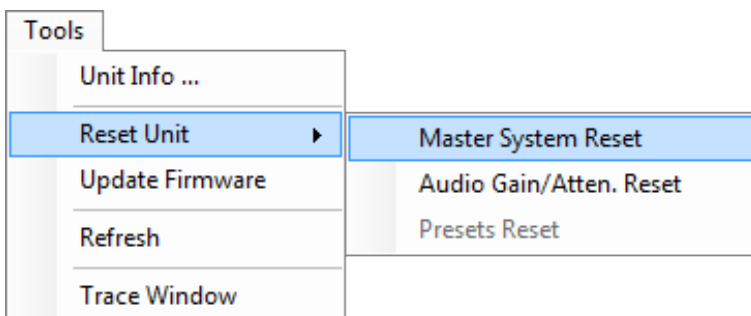 Tools
Unit Info ...
Reset Unit
Update Firmware
Refresh
Trace Window
Master System Reset
Audio Gain/Atten. Reset
Presets Reset